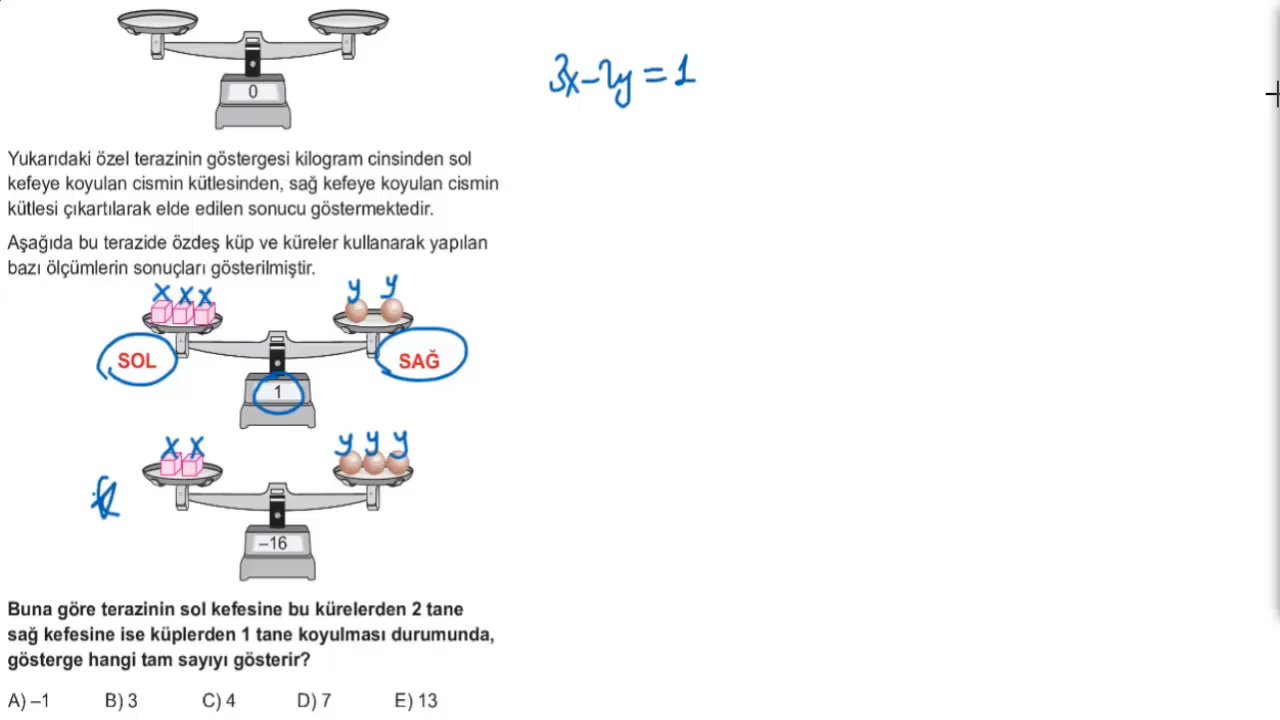 0
3x-2y=1
Yukarıdaki özel terazinin göstergesi kilogram cinsinden sol
kefeye koyulan cismin kütlesinden, sağ kefeye koyulan cismin
kütlesi çıkartılarak elde edilen sonucu göstermektedir.
Aşağıda bu terazide özdeş küp ve küreler kullanarak yapılan
bazı ölçümlerin sonuçları gösterilmiştir.
x x x y y
SOL SAĞ
1
x x y y y
–16
Buna göre terazinin sol kefesine bu kürelerden 2 tane
sağ kefesine ise küplerden 1 tane koyulması durumunda,
gösterge hangi tam sayıyı gösterir?
A) –1 B) 3 C) 4 D) 7 E) 13